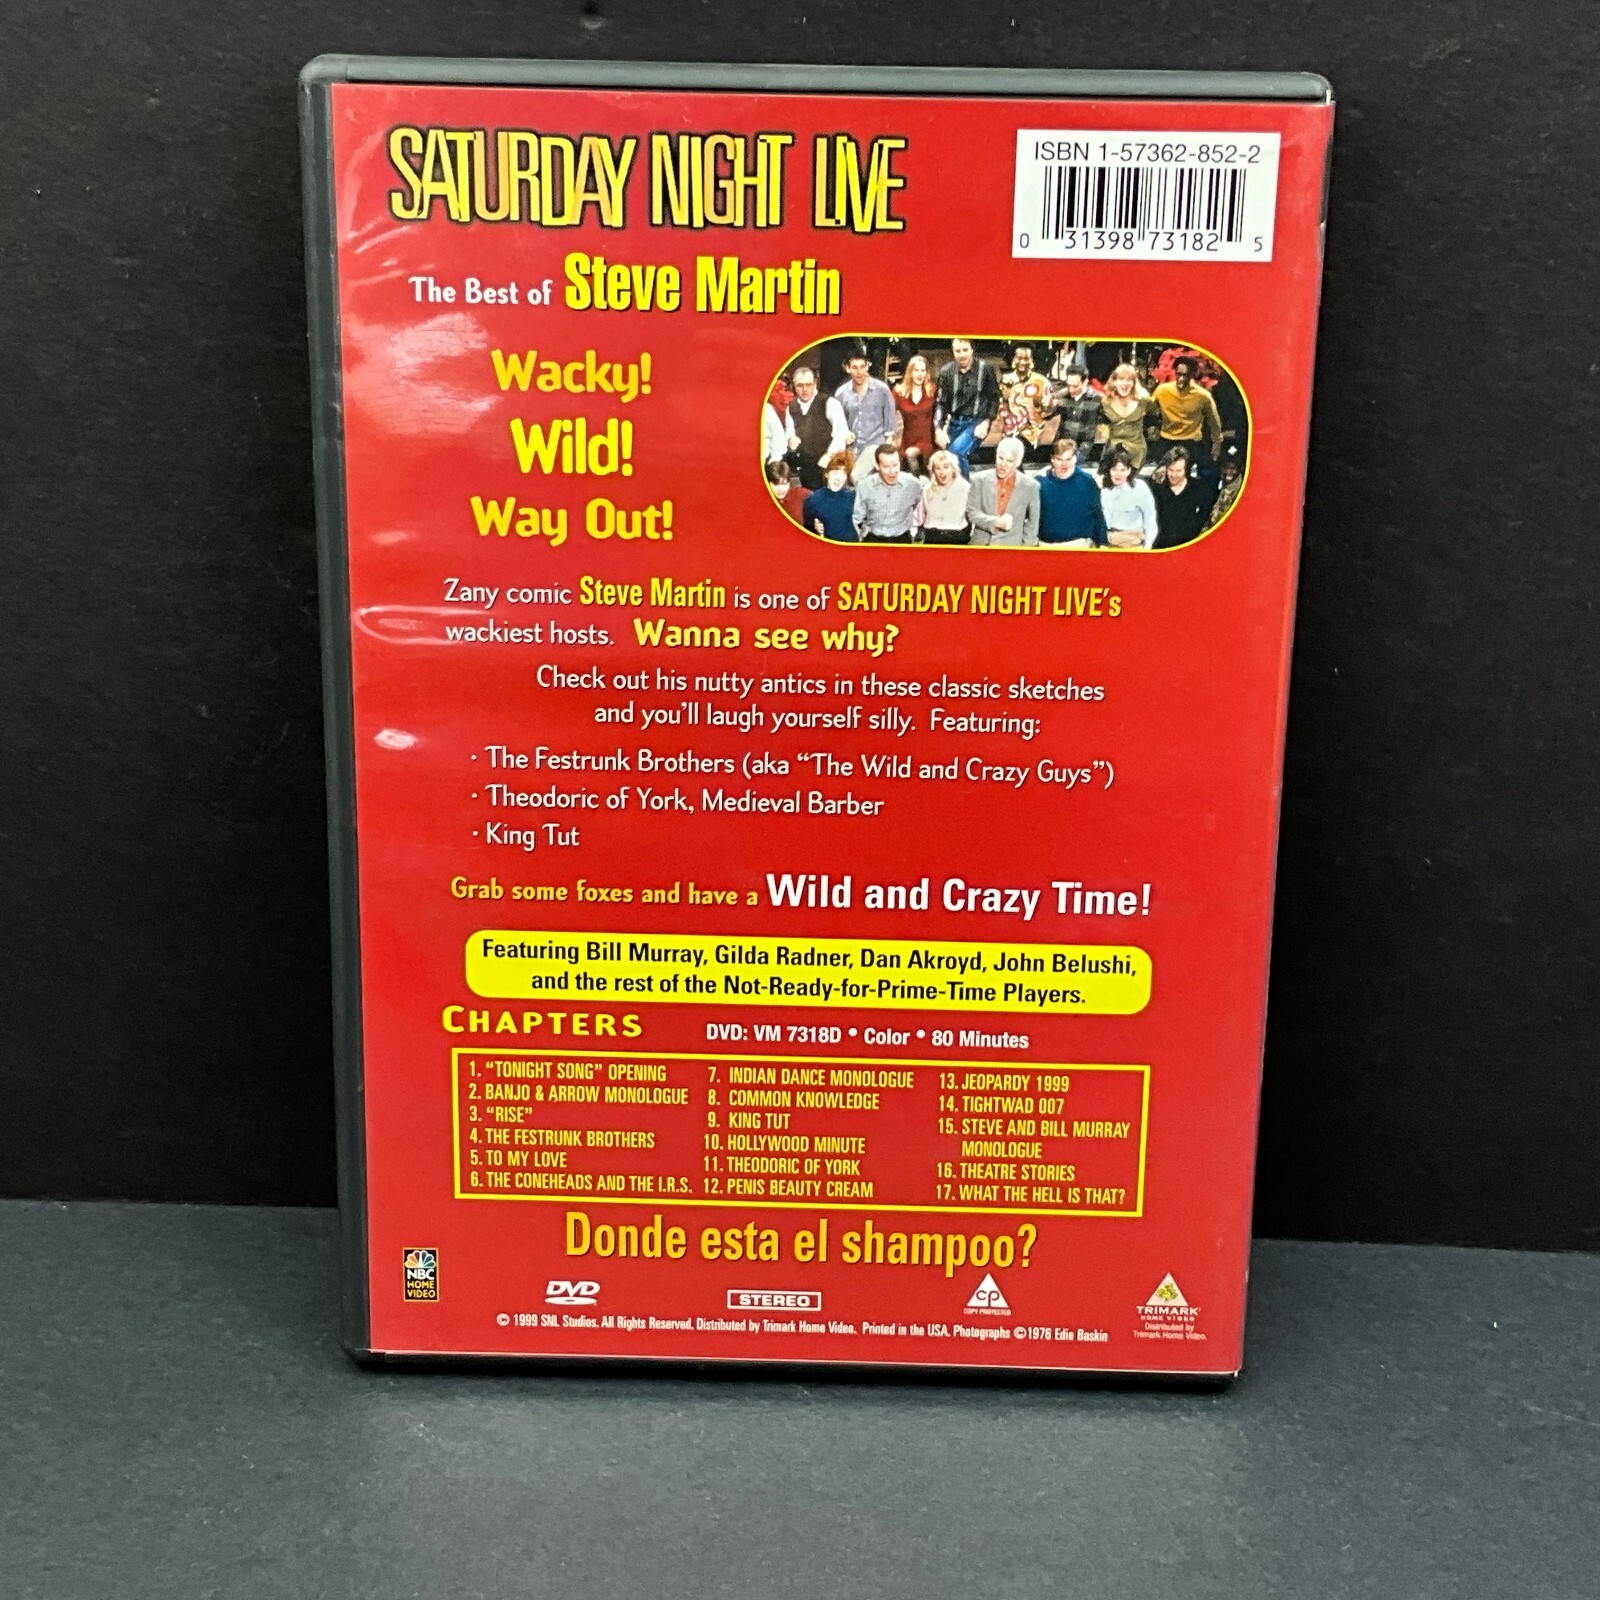 SATURDAY NIGHT LIVE
ISBN 1-57362-852-2
0 31398 73182 5
The Best of Steve Martin
Wacky!
Wild!
Way Out!
Zany comic Steve Martin is one of SATURDAY NIGHT LIVE's
wackiest hosts. Wanna see why?
Check out his nutty antics in these classic sketches
and you'll laugh yourself silly. Featuring:
· The Festrunk Brothers (aka “The Wild and Crazy Guys”)
· Theodoric of York, Medieval Barber
· King Tut
Grab some foxes and have a Wild and Crazy Time!
Featuring Bill Murray, Gilda Radner, Dan Akroyd, John Belushi,
and the rest of the Not-Ready-for-Prime-Time Players.
CHAPTERS
DVD: VM 7318D • Color • 80 Minutes
1. “TONIGHT SONG” OPENING
2. BANJO & ARROW MONOLOGUE
3. “RISE”
4. THE FESTRUNK BROTHERS
5. TO MY LOVE
6. THE CONEHEADS AND THE I.R.S.
7. INDIAN DANCE MONOLOGUE
8. COMMON KNOWLEDGE
9. KING TUT
10. HOLLYWOOD MINUTE
11. THEODORIC OF YORK
12. PENIS BEAUTY CREAM
13. JEOPARDY 1999
14. TIGHTWAD 007
15. STEVE AND BILL MURRAY
MONOLOGUE
16. THEATRE STORIES
17. WHAT THE HELL IS THAT?
Donde esta el shampoo?
NBC
HOME
VIDEO
DVD
STEREO
CP
COPY PROTECTED
TRIMARK
HOME VIDEO
Distributed by
Trimark Home Video.
© 1999 SNL Studios. All Rights Reserved. Distributed by Trimark Home Video. Printed in the USA. Photographs ©1976 Edie Baskin